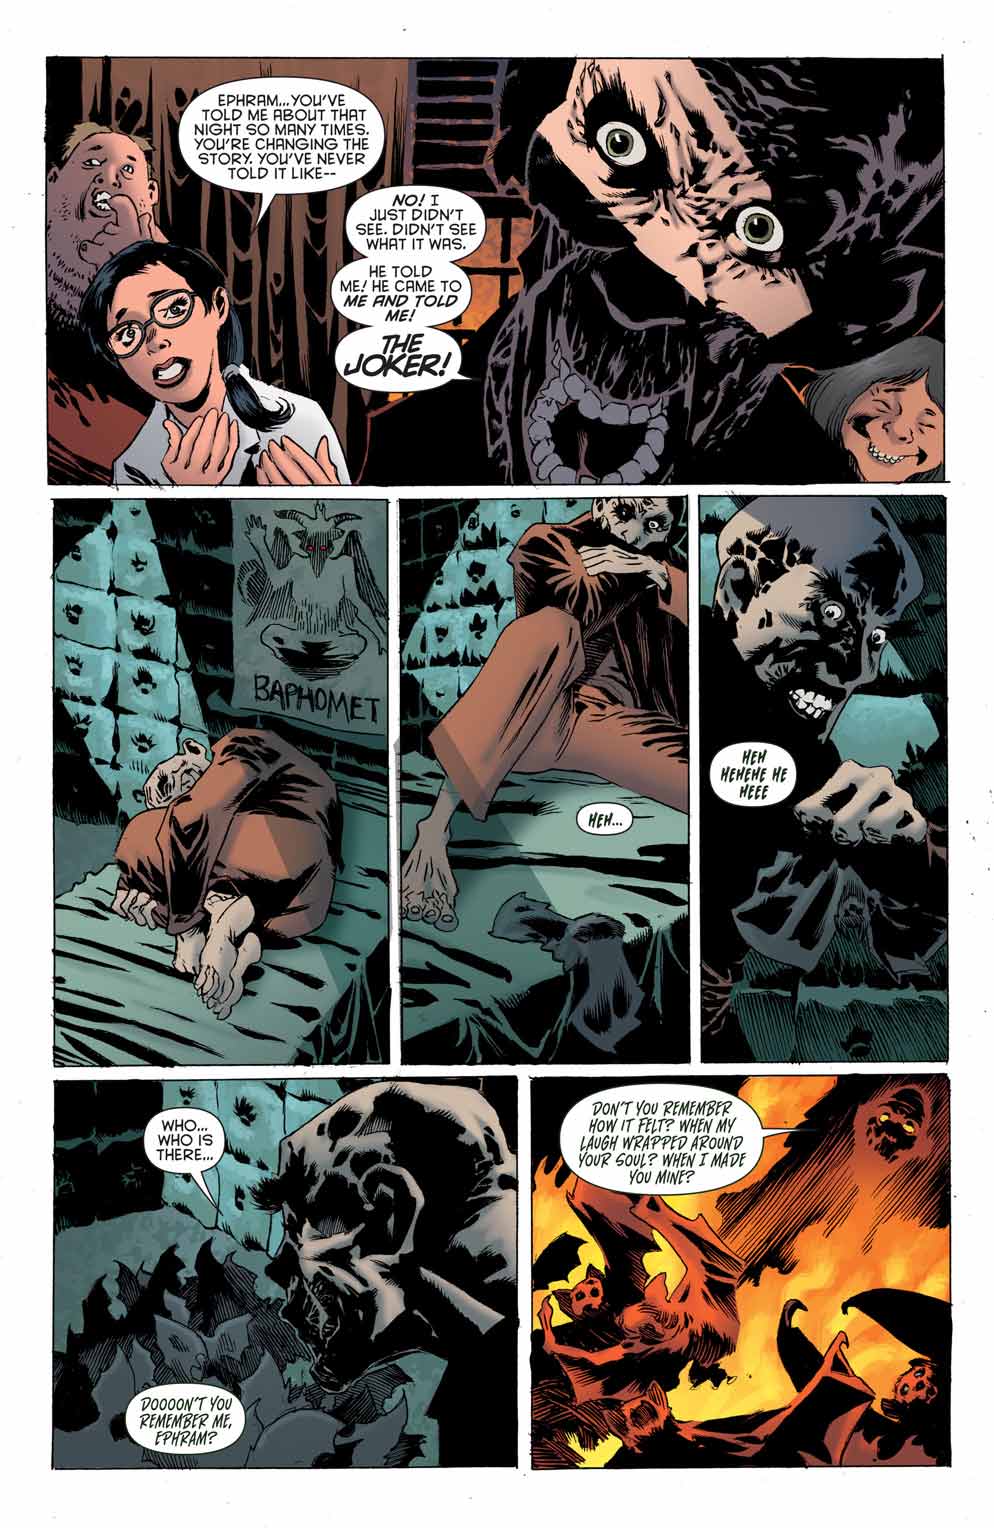 EPHRAM...YOU'VE
TOLD ME ABOUT THAT
NIGHT SO MANY TIMES.
YOU'RE CHANGING THE
STORY. YOU'VE NEVER
TOLD IT LIKE--
NO! I
JUST DIDN'T
SEE. DIDN'T SEE
WHAT IT WAS.
HE TOLD
ME! HE CAME TO
ME AND TOLD
ME!
THE
JOKER!
BAPHOMET
HEH...
HEH
HEHEHE HE
HEEE
WHO...
WHO IS
THERE...
DOOOON'T YOU
REMEMBER ME,
EPHRAM?
DON'T YOU REMEMBER
HOW IT FELT? WHEN MY
LAUGH WRAPPED AROUND
YOUR SOUL? WHEN I MADE
YOU MINE?